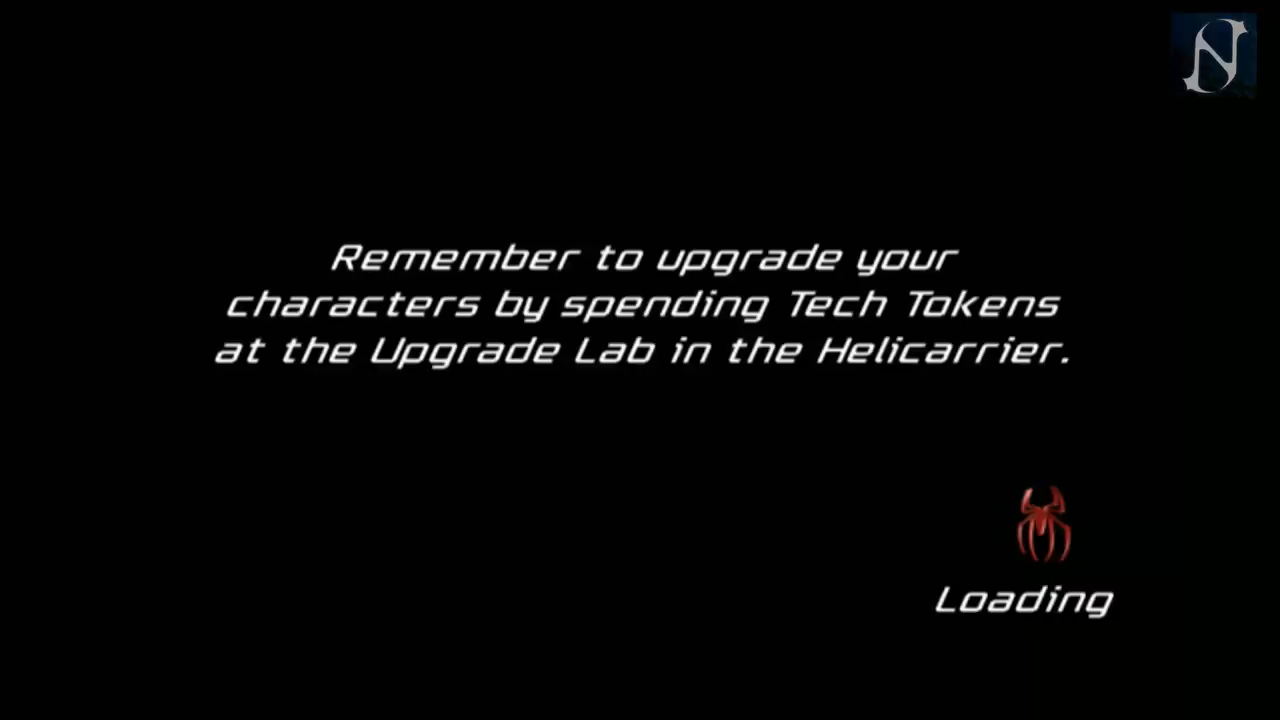 Remember to upgrade your
characters by spending Tech Tokens
at the Upgrade Lab in the Helicarrier.
Loading